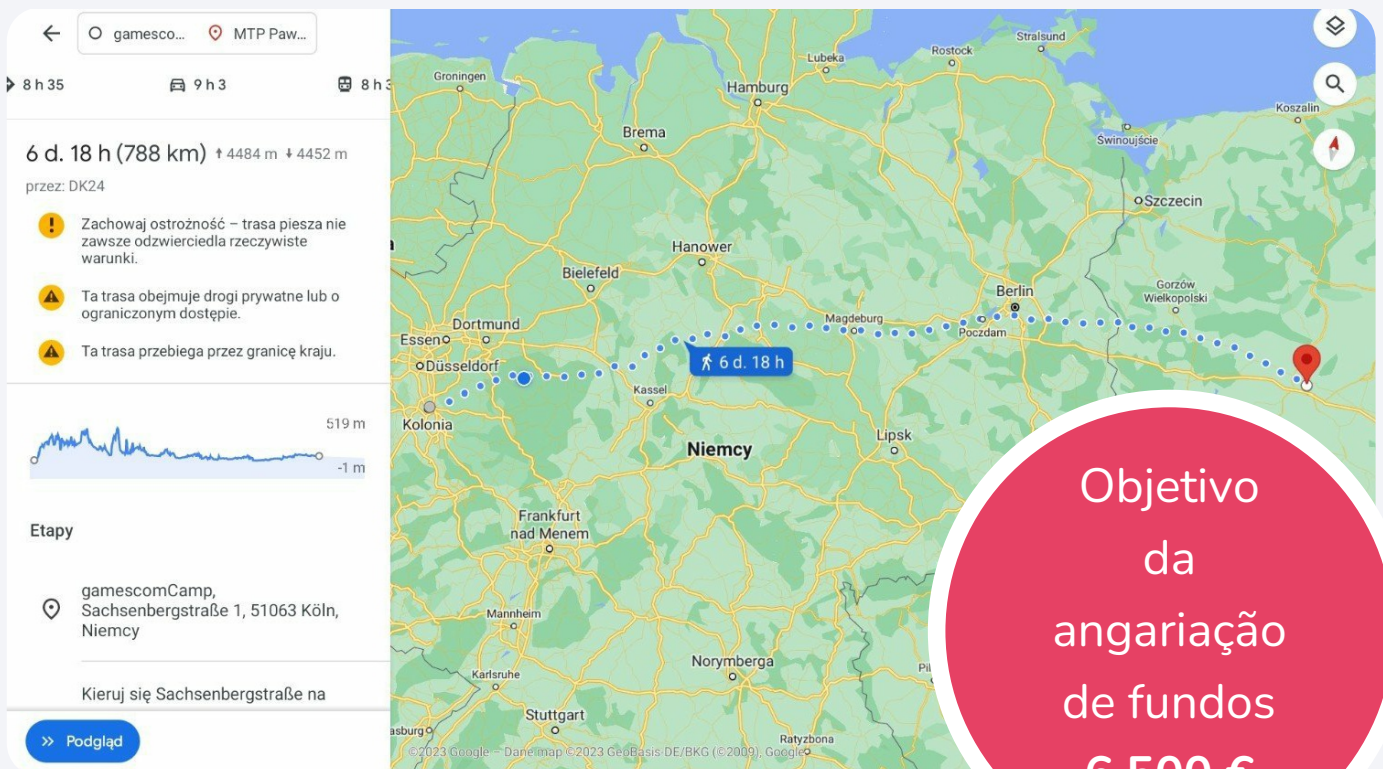 gamesco...
MTP Paw...
8 h 35
9 h 3
8 h
6 d. 18 h (788 km) 4484 m 4452 m
przez: DK24
Zachowaj ostrożność – trasa piesza nie
zawsze odzwierciedla rzeczywiste
warunki.
Ta trasa obejmuje drogi prywatne lub o
ograniczonym dostępie.
Ta trasa przebiega przez granicę kraju.
519 m
-1 m
Etapy
gamescomCamp,
Sachsenbergstraße 1, 51063 Köln,
Niemcy
Kieruj się Sachsenbergstraße na
Podgląd
Stralsund
Rostock
Lubeka
Groningen
Hamburg
Koszalin
Brema
Świnoujście
Szczecin
Hanower
Bielefeld
Berlin
Gorzów
Wielkopolski
Magdeburg
Poczdam
Dortmund
Essen
6 d. 18 h
Düsseldorf
Kassel
Kolonia
Lipsk
Niemcy
Frankfurt
nad Menem
Mannheim
Norymberga
Karlsruhe
Stuttgart
asburg
Ratyzbona
©2023 Google – Dane map ©2023 GeoBasis-DE/BKG (©2009), Google
Objetivo
da
angariação
de fundos
6 500 €